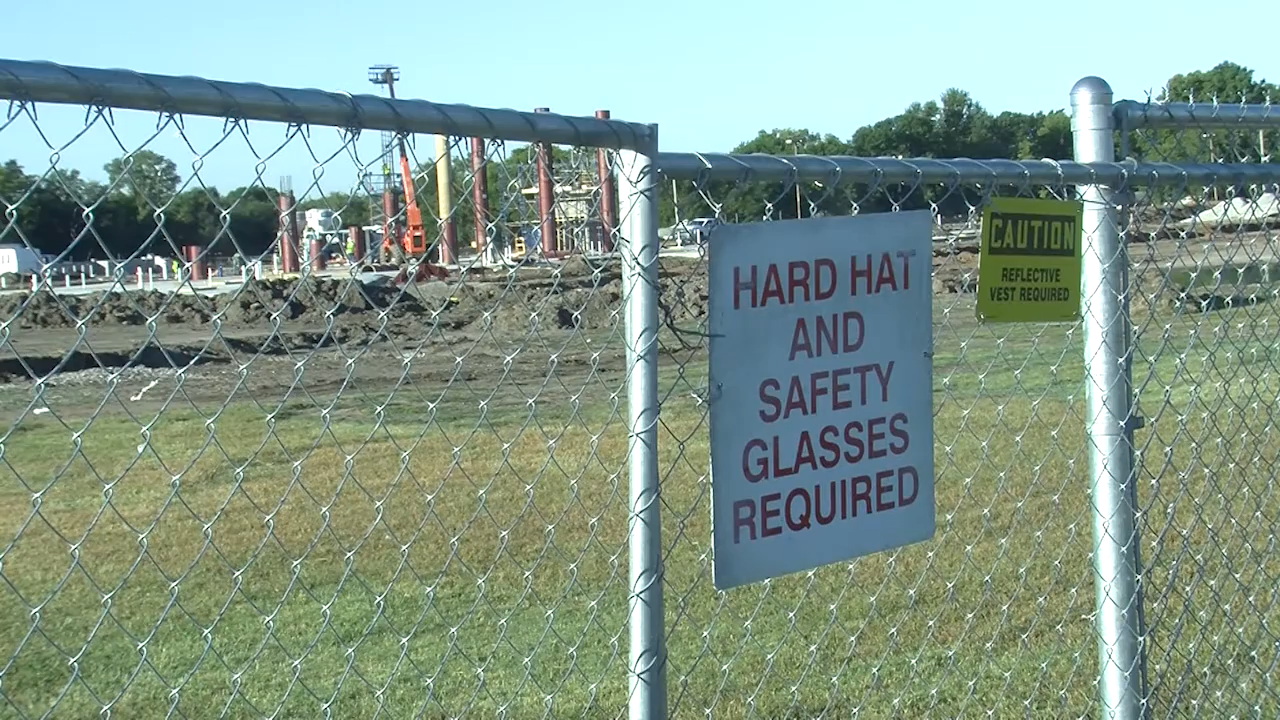 HARD HAT
AND
SAFETY
GLASSES
REQUIRED
CAUTION
REFLECTIVE
VEST REQUIRED